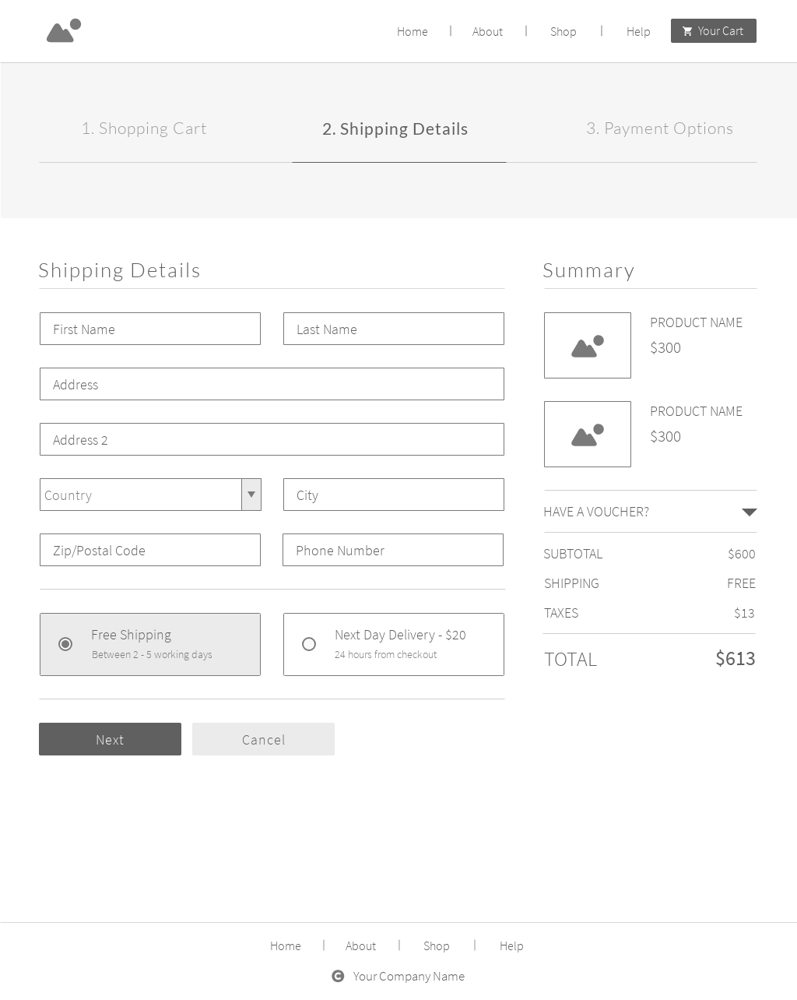 Home | About | Shop | Help Your Cart
1. Shopping Cart 2. Shipping Details 3. Payment Options
Shipping Details
First Name Last Name
Address
Address 2
Country City
Zip/Postal Code Phone Number
Free Shipping Next Day Delivery - $20
Between 2 - 5 working days 24 hours from checkout
Next Cancel
Summary
PRODUCT NAME
$300
PRODUCT NAME
$300
HAVE A VOUCHER?
SUBTOTAL $600
SHIPPING FREE
TAXES $13
TOTAL $613
Home | About | Shop | Help
© Your Company Name